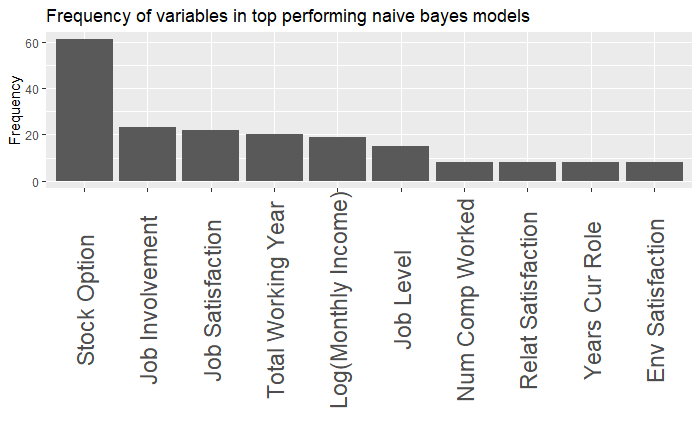 Frequency of variables in top performing naive bayes models
Frequency
60
40
20
0
Stock Option
Job Involvement
Job Satisfaction
Total Working Year
Log(Monthly Income)
Job Level
Num Comp Worked
Relat Satisfaction
Years Cur Role
Env Satisfaction